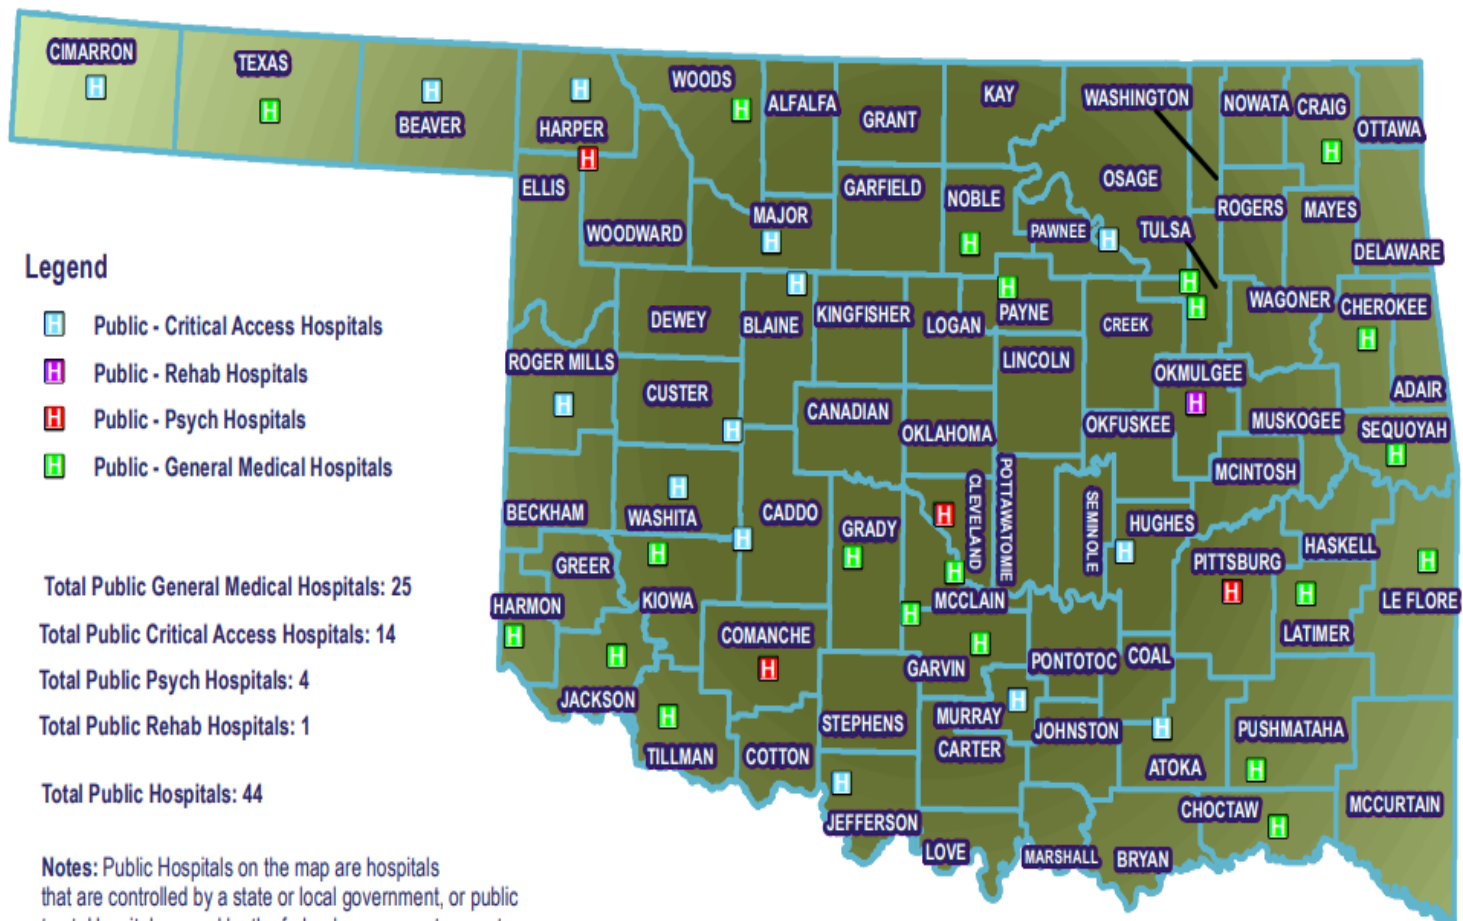 CIMARRON
TEXAS
BEAVER
HARPER
WOODS
ALFALFA
GRANT
KAY
WASHINGTON
NOWATA
CRAIG
OTTAWA
ELLIS
WOODWARD
MAJOR
GARFIELD
NOBLE
OSAGE
PAWNEE
TULSA
ROGERS
MAYES
DELAWARE
DEWEY
BLAINE
KINGFISHER
LOGAN
PAYNE
CREEK
WAGONER
CHEROKEE
ROGER MILLS
CUSTER
CANADIAN
OKLAHOMA
LINCOLN
OKFUSKEE
OKMULGEE
MUSKOGEE
ADAIR
SEQUOYAH
MCINTOSH
BECKHAM
WASHITA
CADDO
GRADY
CLEVELAND
POTTAWATOMIE
SEMINOLE
HUGHES
PITTSBURG
HASKELL
LE FLORE
LATIMER
GREER
HARMON
KIOWA
COMANCHE
MCCLAIN
GARVIN
PONTOTOC
COAL
JACKSON
TILLMAN
COTTON
STEPHENS
MURRAY
CARTER
JOHNSTON
ATOKA
PUSHMATAHA
MCCURTAIN
CHOCTAW
JEFFERSON
LOVE
MARSHALL
BRYAN
Legend
H Public - Critical Access Hospitals
H Public - Rehab Hospitals
H Public - Psych Hospitals
H Public - General Medical Hospitals
Total Public General Medical Hospitals: 25
Total Public Critical Access Hospitals: 14
Total Public Psych Hospitals: 4
Total Public Rehab Hospitals: 1
Total Public Hospitals: 44
Notes: Public Hospitals on the map are hospitals
that are controlled by a state or local government, or public